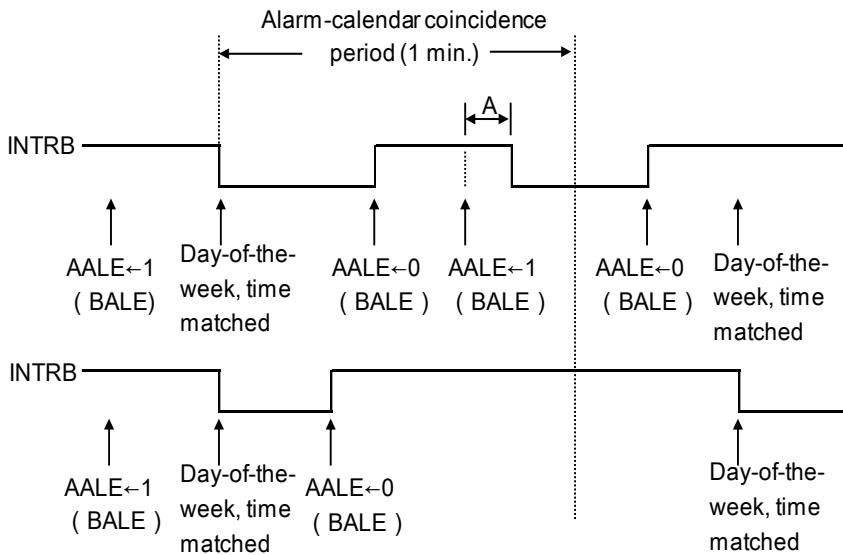 Alarm-calendar coincidence
period (1 min.)
A
INTRB
AALE←1
( BALE)
Day-of-the-
week, time
matched
AALE←0
( BALE )
AALE←1
( BALE )
AALE←0
( BALE )
Day-of-the-
week, time
matched
INTRB
AALE←1
( BALE )
Day-of-the-
week, time
matched
AALE←0
( BALE )
Day-of-the-
week, time
matched